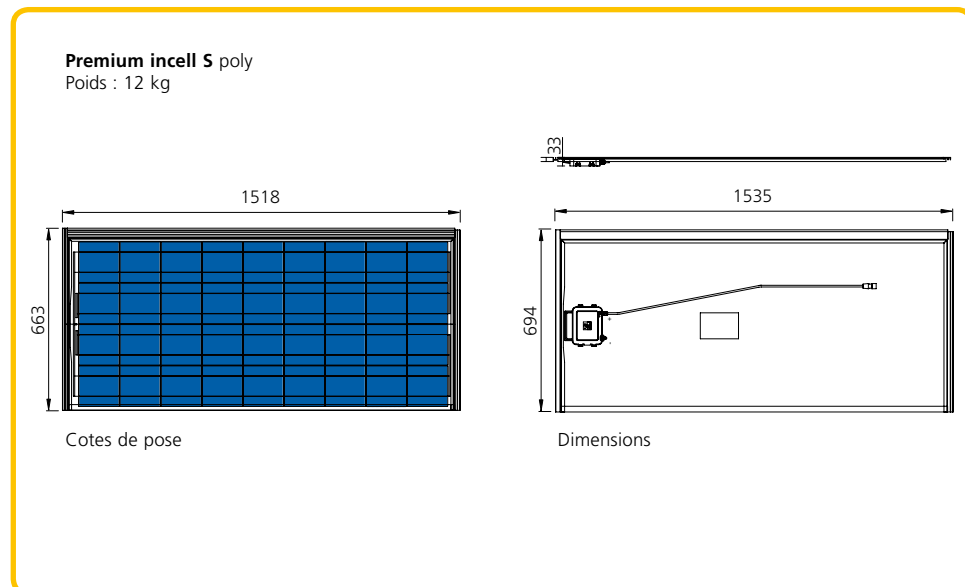 Premium incell S poly
Poids : 12 kg
33
1518
1535
663
694
Cotes de pose
Dimensions